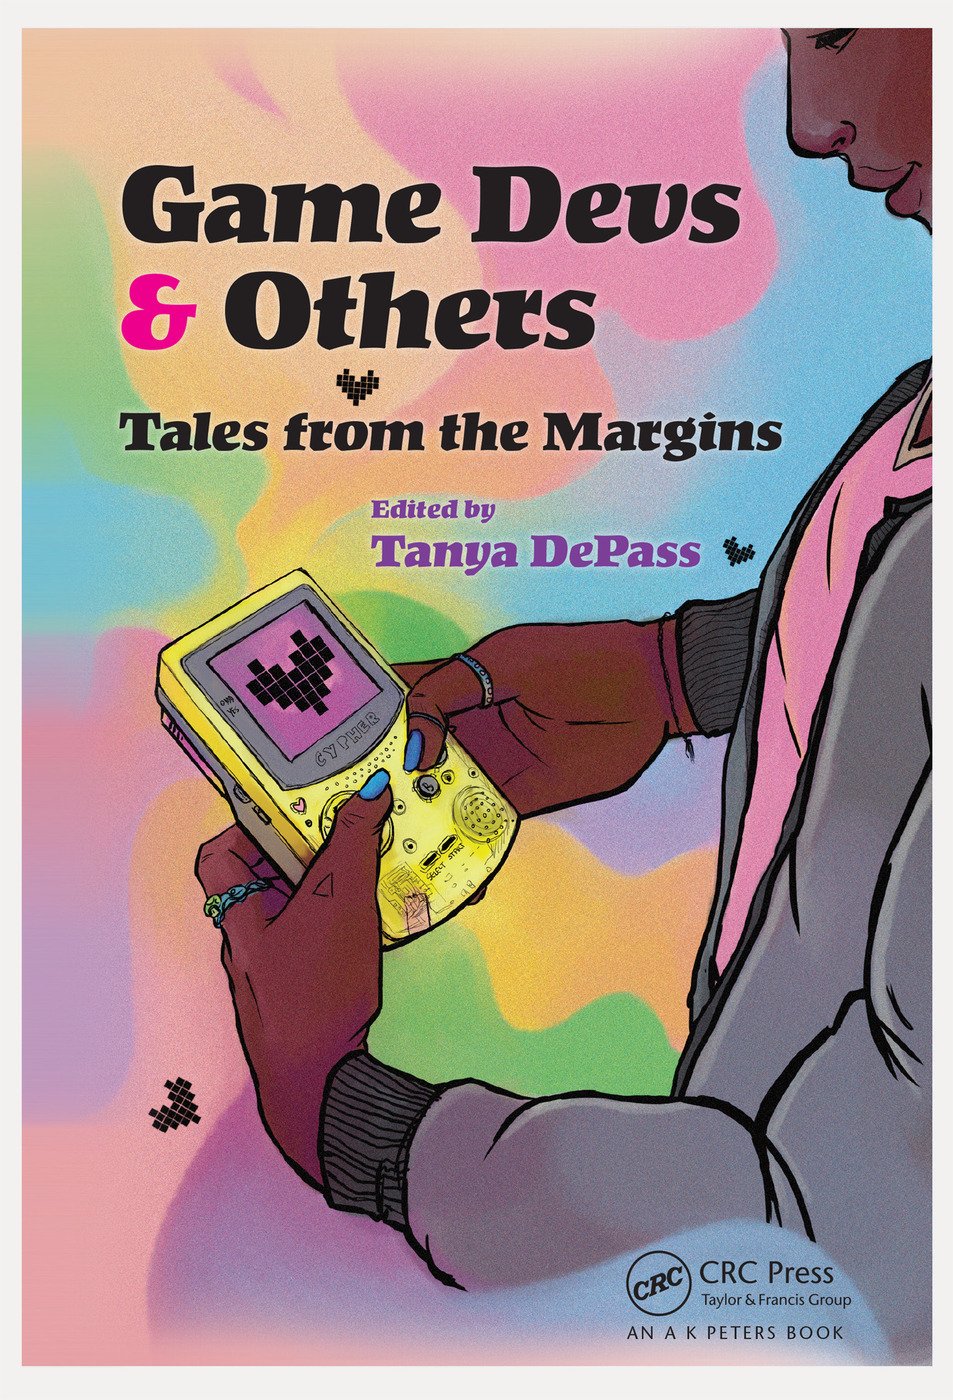 Game Devs
& Others
Tales from the Margins
Edited by
Tanya DePass
CYPHER
B
SELECT START
CRC CRC Press
Taylor & Francis Group
AN A K PETERS BOOK